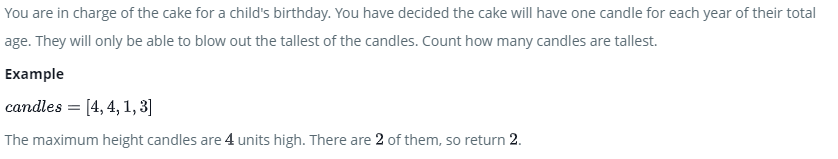 You are in charge of the cake for a child's birthday. You have decided the cake will have one candle for each year of their total
age. They will only be able to blow out the tallest of the candles. Count how many candles are tallest.
Example
candles = [4, 4, 1, 3]
The maximum height candles are 4 units high. There are 2 of them, so return 2.